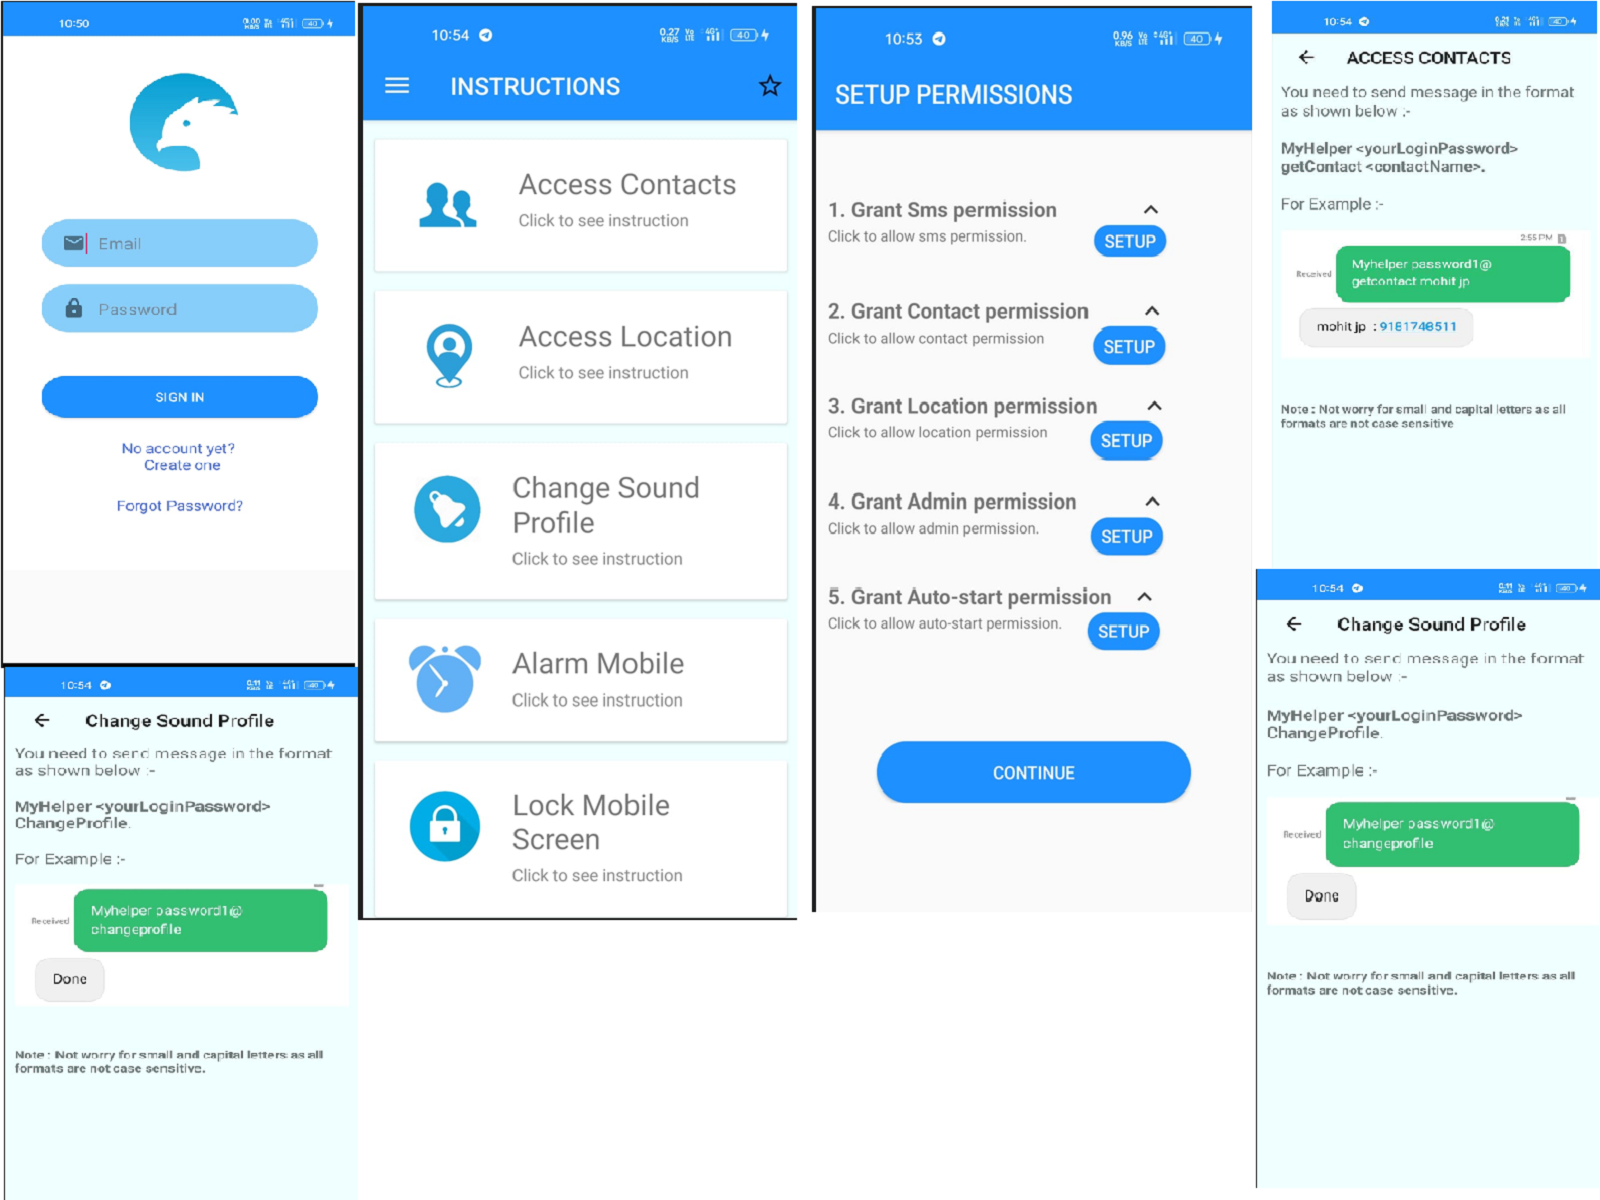 10:50
Email
Password
SIGN IN
No account yet?
Create one
Forgot Password?
10:54
Change Sound Profile
You need to send message in the format
as shown below :-
MyHelper <yourLoginPassword>
ChangeProfile.
For Example :-
Received
Myhelper password1@
changeprofile
Done
Note : Not worry for small and capital letters as all
formats are not case sensitive.
10:54
0.27
KB/S
40
INSTRUCTIONS
Access Contacts
Click to see instruction
Access Location
Click to see instruction
Change Sound
Profile
Click to see instruction
Alarm Mobile
Click to see instruction
Lock Mobile
Screen
Click to see instruction
10:53
0.96
KB/S
40
SETUP PERMISSIONS
1. Grant Sms permission
Click to allow sms permission.
SETUP
2. Grant Contact permission
Click to allow contact permission
SETUP
3. Grant Location permission
Click to allow location permission
SETUP
4. Grant Admin permission
Click to allow admin permission.
SETUP
5. Grant Auto-start permission
Click to allow auto-start permission.
SETUP
CONTINUE
10:54
ACCESS CONTACTS
You need to send message in the format
as shown below :-
MyHelper <yourLoginPassword>
getContact <contactName>.
For Example :-
2:55 PM
Received
Myhelper password1@
getcontact mohit jp
mohit jp : 9181748511
Note : Not worry for small and capital letters as all
formats are not case sensitive
10:54
Change Sound Profile
You need to send message in the format
as shown below :-
MyHelper <yourLoginPassword>
ChangeProfile.
For Example :-
Received
Myhelper password1@
changeprofile
Done
Note : Not worry for small and capital letters as all
formats are not case sensitive.